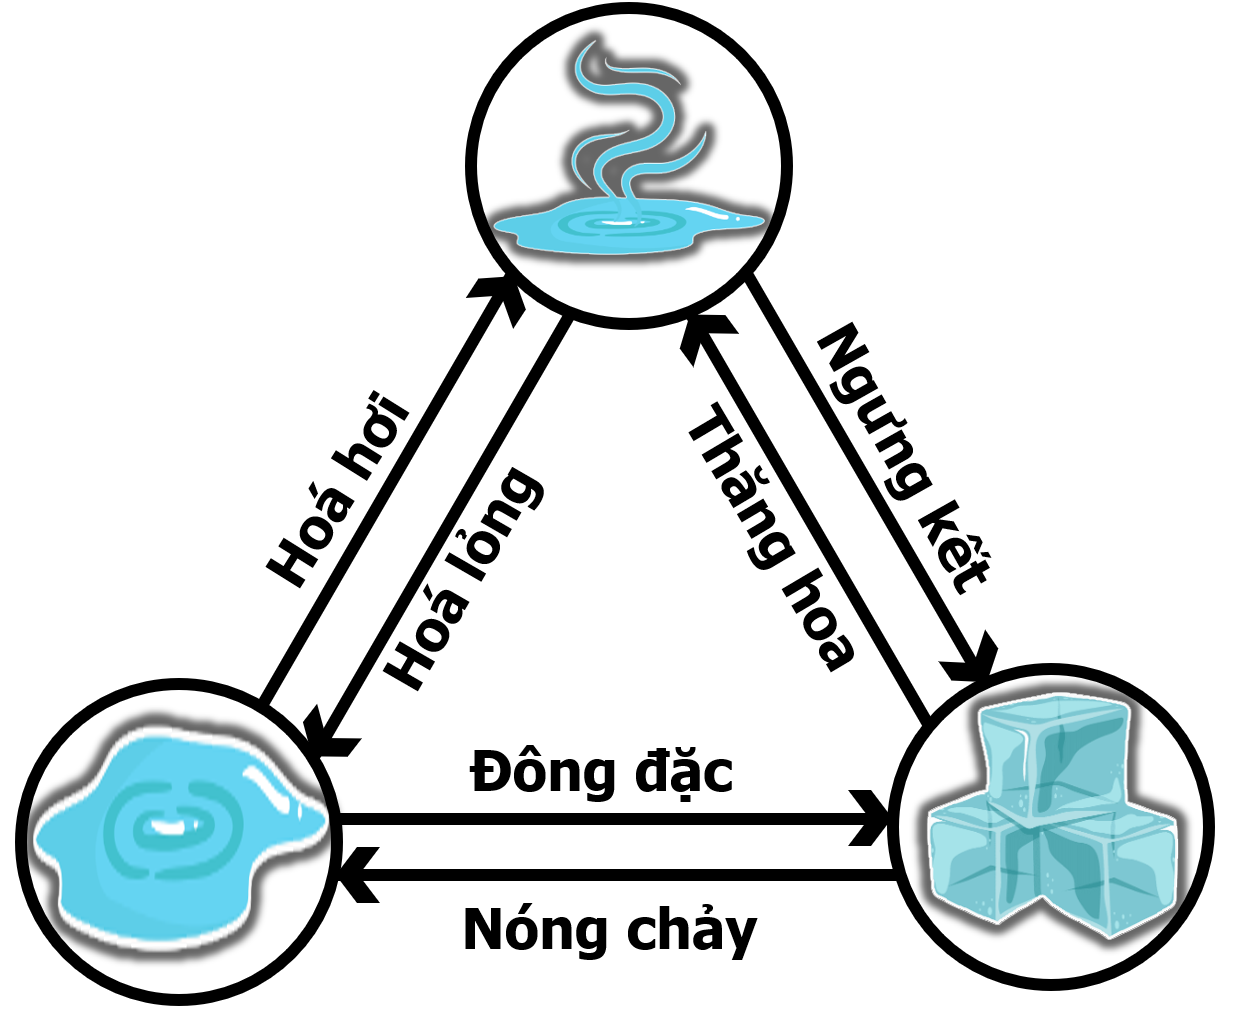 Hoá hơi
Hoá lỏng
Thăng hoa
Ngưng kết
Đông đặc
Nóng chảy